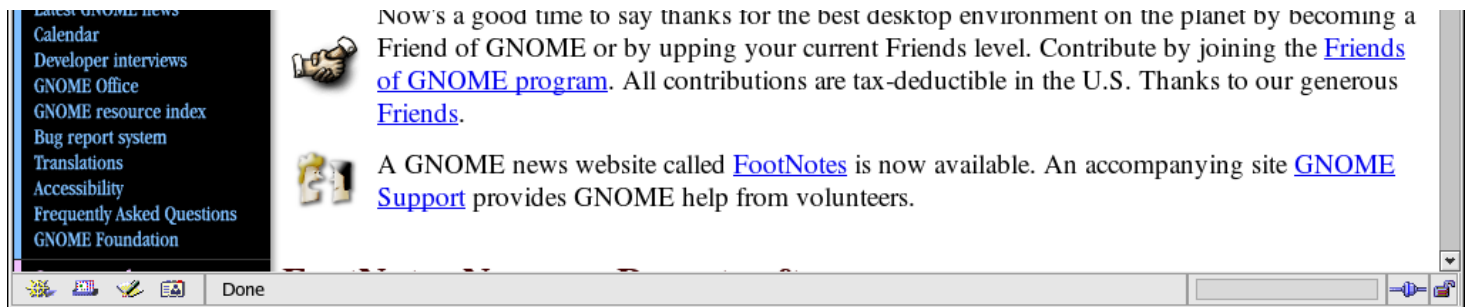 Latest GNOME news
Calendar
Developer interviews
GNOME Office
GNOME resource index
Bug report system
Translations
Accessibility
Frequently Asked Questions
GNOME Foundation
Now's a good time to say thanks for the best desktop environment on the planet by becoming a
Friend of GNOME or by upping your current Friends level. Contribute by joining the Friends
of GNOME program. All contributions are tax-deductible in the U.S. Thanks to our generous
Friends.
A GNOME news website called FootNotes is now available. An accompanying site GNOME
Support provides GNOME help from volunteers.
Done